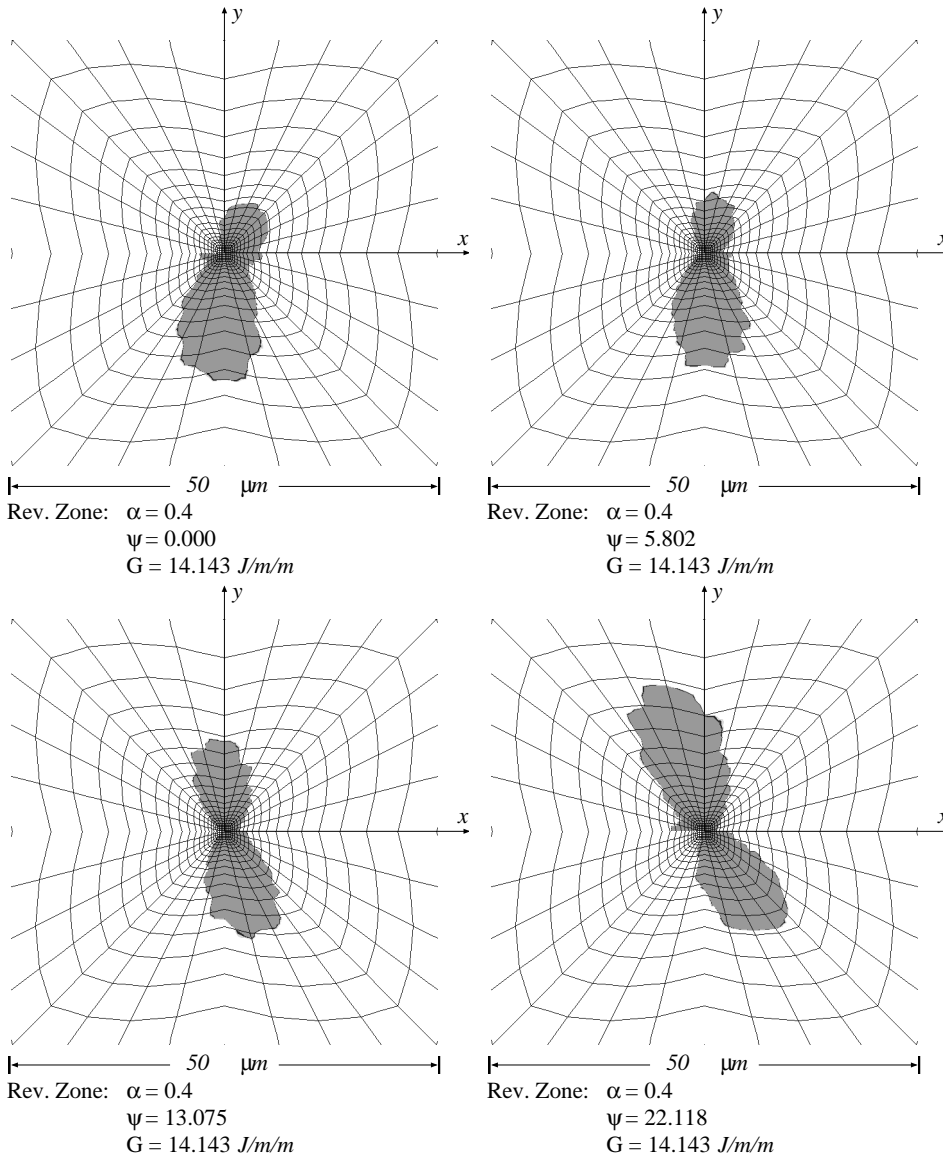 y
x
50 μm
Rev. Zone: α = 0.4
ψ = 0.000
G = 14.143 J/m/m
y
x
50 μm
Rev. Zone: α = 0.4
ψ = 5.802
G = 14.143 J/m/m
y
x
50 μm
Rev. Zone: α = 0.4
ψ = 13.075
G = 14.143 J/m/m
y
x
50 μm
Rev. Zone: α = 0.4
ψ = 22.118
G = 14.143 J/m/m